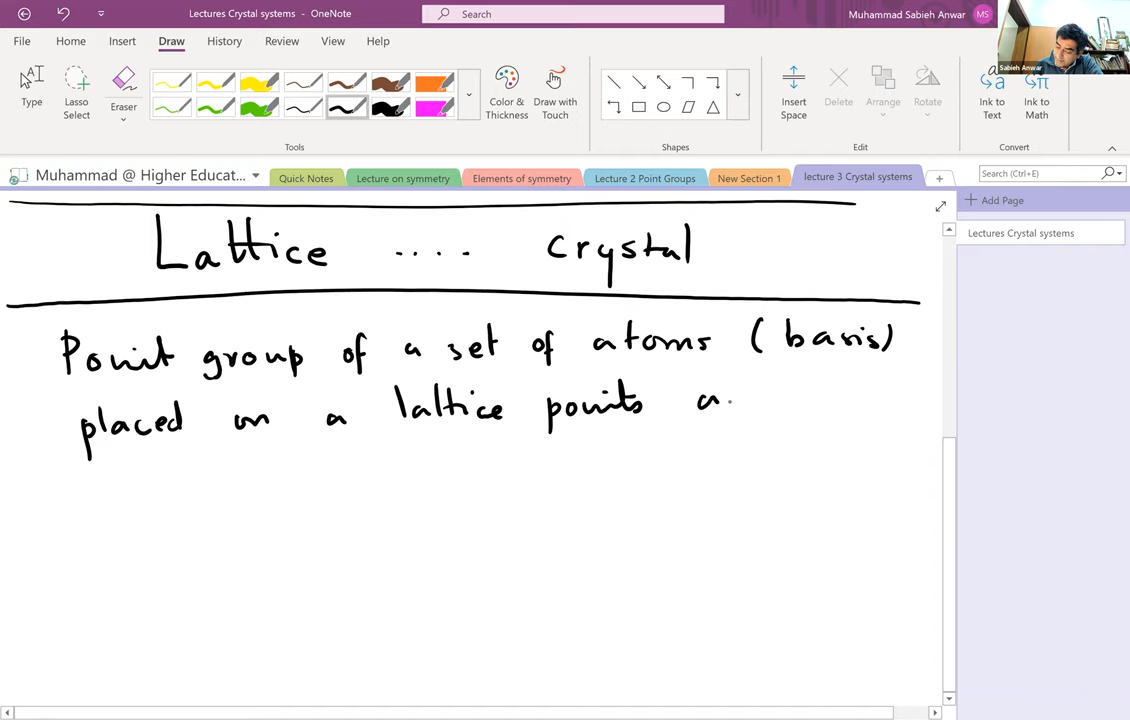 Lectures Crystal systems - OneNote
Search
Muhammad Sabieh Anwar
MS
File
Home
Insert
Draw
History
Review
View
Help
Sabieh Anwar
Type
Lasso Select
Eraser
Color & Thickness
Draw with Touch
Insert Space
Delete
Arrange
Rotate
Ink to Text
Ink to Math
Tools
Shapes
Edit
Convert
Muhammad @ Higher Educat...
Quick Notes
Lecture on symmetry
Elements of symmetry
Lecture 2 Point Groups
New Section 1
lecture 3 Crystal systems
Search (Ctrl+E)
Add Page
Lectures Crystal systems
Lattice .... crystal
Point group of a set of atoms (basis)
placed on a lattice points a